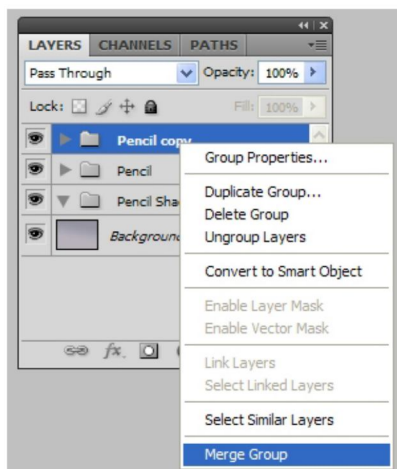 LAYERS CHANNELS PATHS
Pass Through Opacity: 100%
Lock: Fill: 100%
Pencil copy
Pencil
Pencil Sha
Background
fx.
Group Properties...
Duplicate Group...
Delete Group
Ungroup Layers
Convert to Smart Object
Enable Layer Mask
Enable Vector Mask
Link Layers
Select Linked Layers
Select Similar Layers
Merge Group